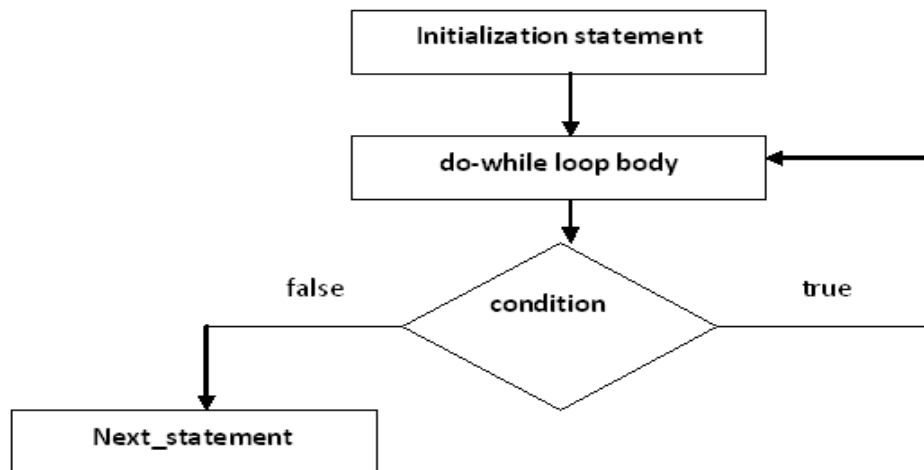 Initialization statement
do-while loop body
false
condition
true
Next_statement